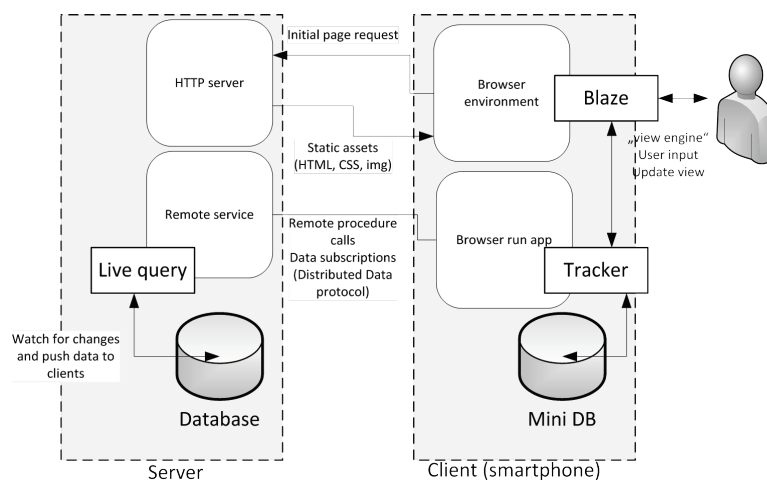 Initial page request
HTTP server
Browser
environment
Blaze
Static assets
(HTML, CSS, img)
„view engine“
User input
Update view
Remote service
Remote procedure
calls
Data subscriptions
(Distributed Data
protocol)
Browser run app
Live query
Tracker
Watch for changes
and push data to
clients
Database
Mini DB
Server
Client (smartphone)